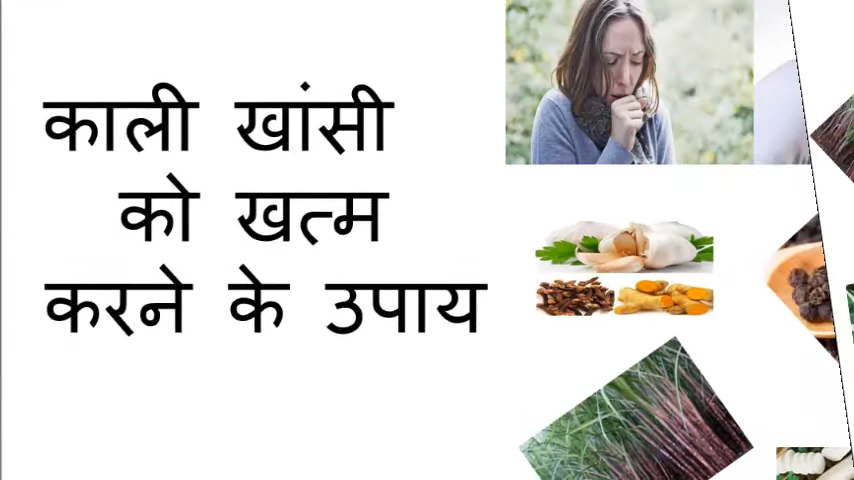 काली खांसी
को खत्म
करने के उपाय